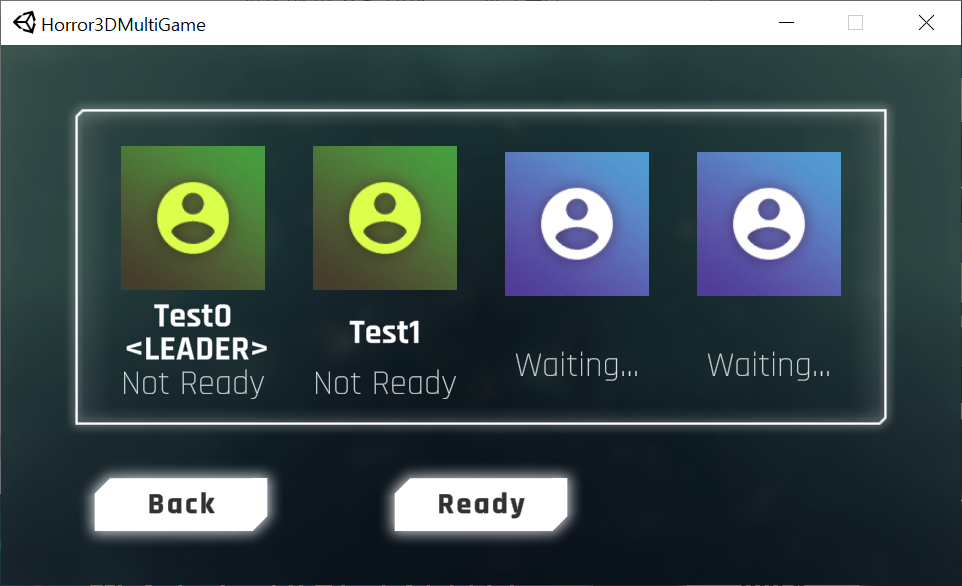 Horror3DMultiGame
Test0
<LEADER>
Not Ready
Test1
Not Ready
Waiting...
Waiting...
Back
Ready